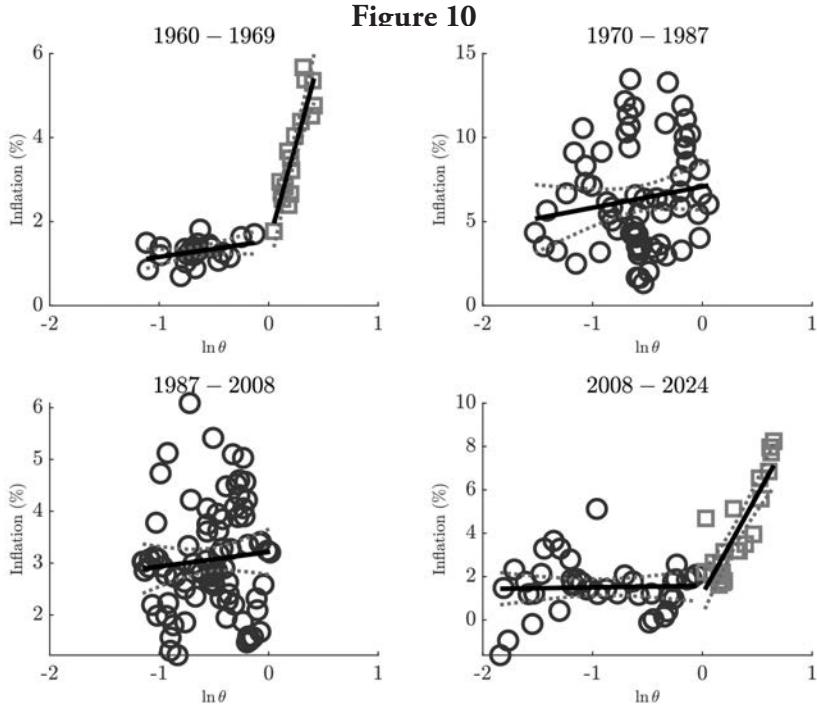 Figure 10
1960 – 1969
6
4
2
0
Inflation (%)
-2 -1 0 1
ln θ
1970 – 1987
15
10
5
0
Inflation (%)
-2 -1 0 1
ln θ
1987 – 2008
6
5
4
3
2
Inflation (%)
-2 -1 0 1
ln θ
2008 – 2024
10
8
6
4
2
0
Inflation (%)
-2 -1 0 1
ln θ